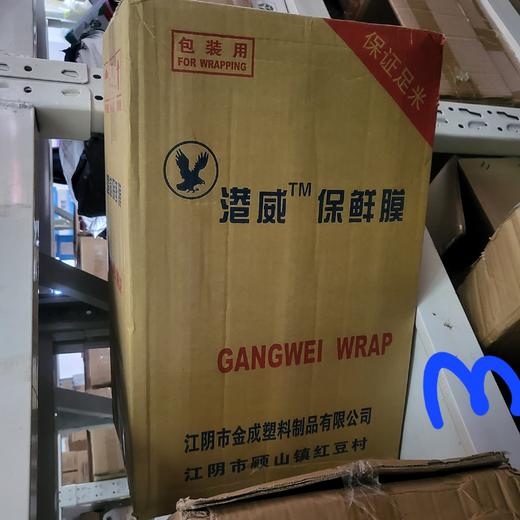 包装用
FOR WRAPPING
保证足米
港威™保鲜膜
GANGWEI WRAP
江阴市金成塑料制品有限公司
江阴市顾山镇红豆村
3